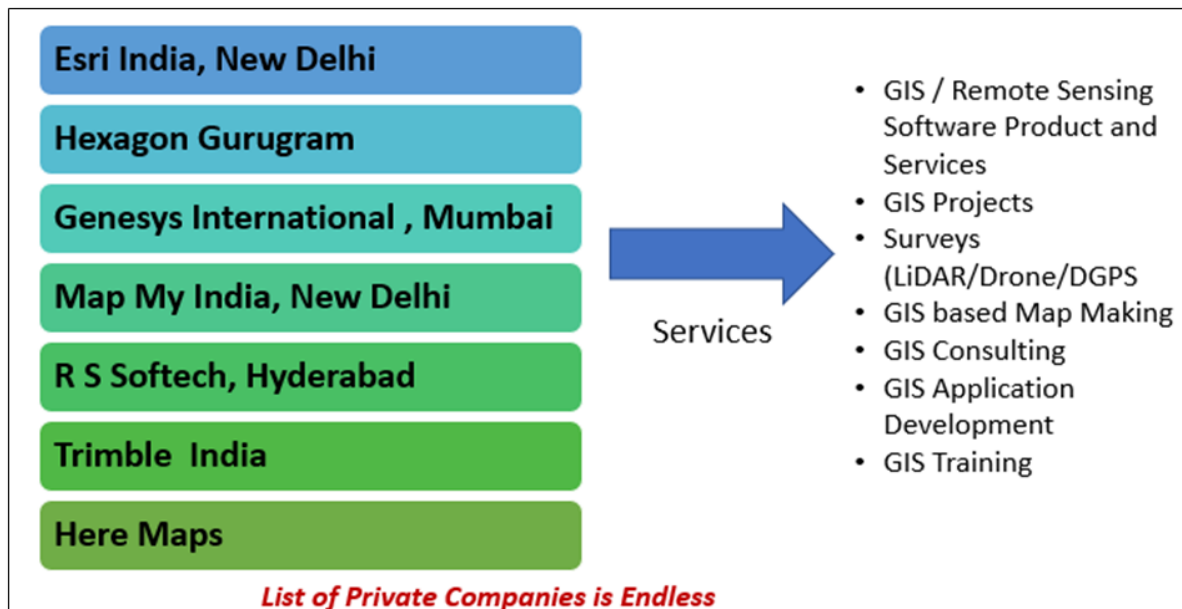 Esri India, New Delhi
Hexagon Gurugram
Genesys International , Mumbai
Map My India, New Delhi
R S Softech, Hyderabad
Trimble  India
Here Maps
List of Private Companies is Endless
Services
• GIS / Remote Sensing
Software Product and
Services
• GIS Projects
• Surveys
(LiDAR/Drone/DGPS
• GIS based Map Making
• GIS Consulting
• GIS Application
Development
• GIS Training